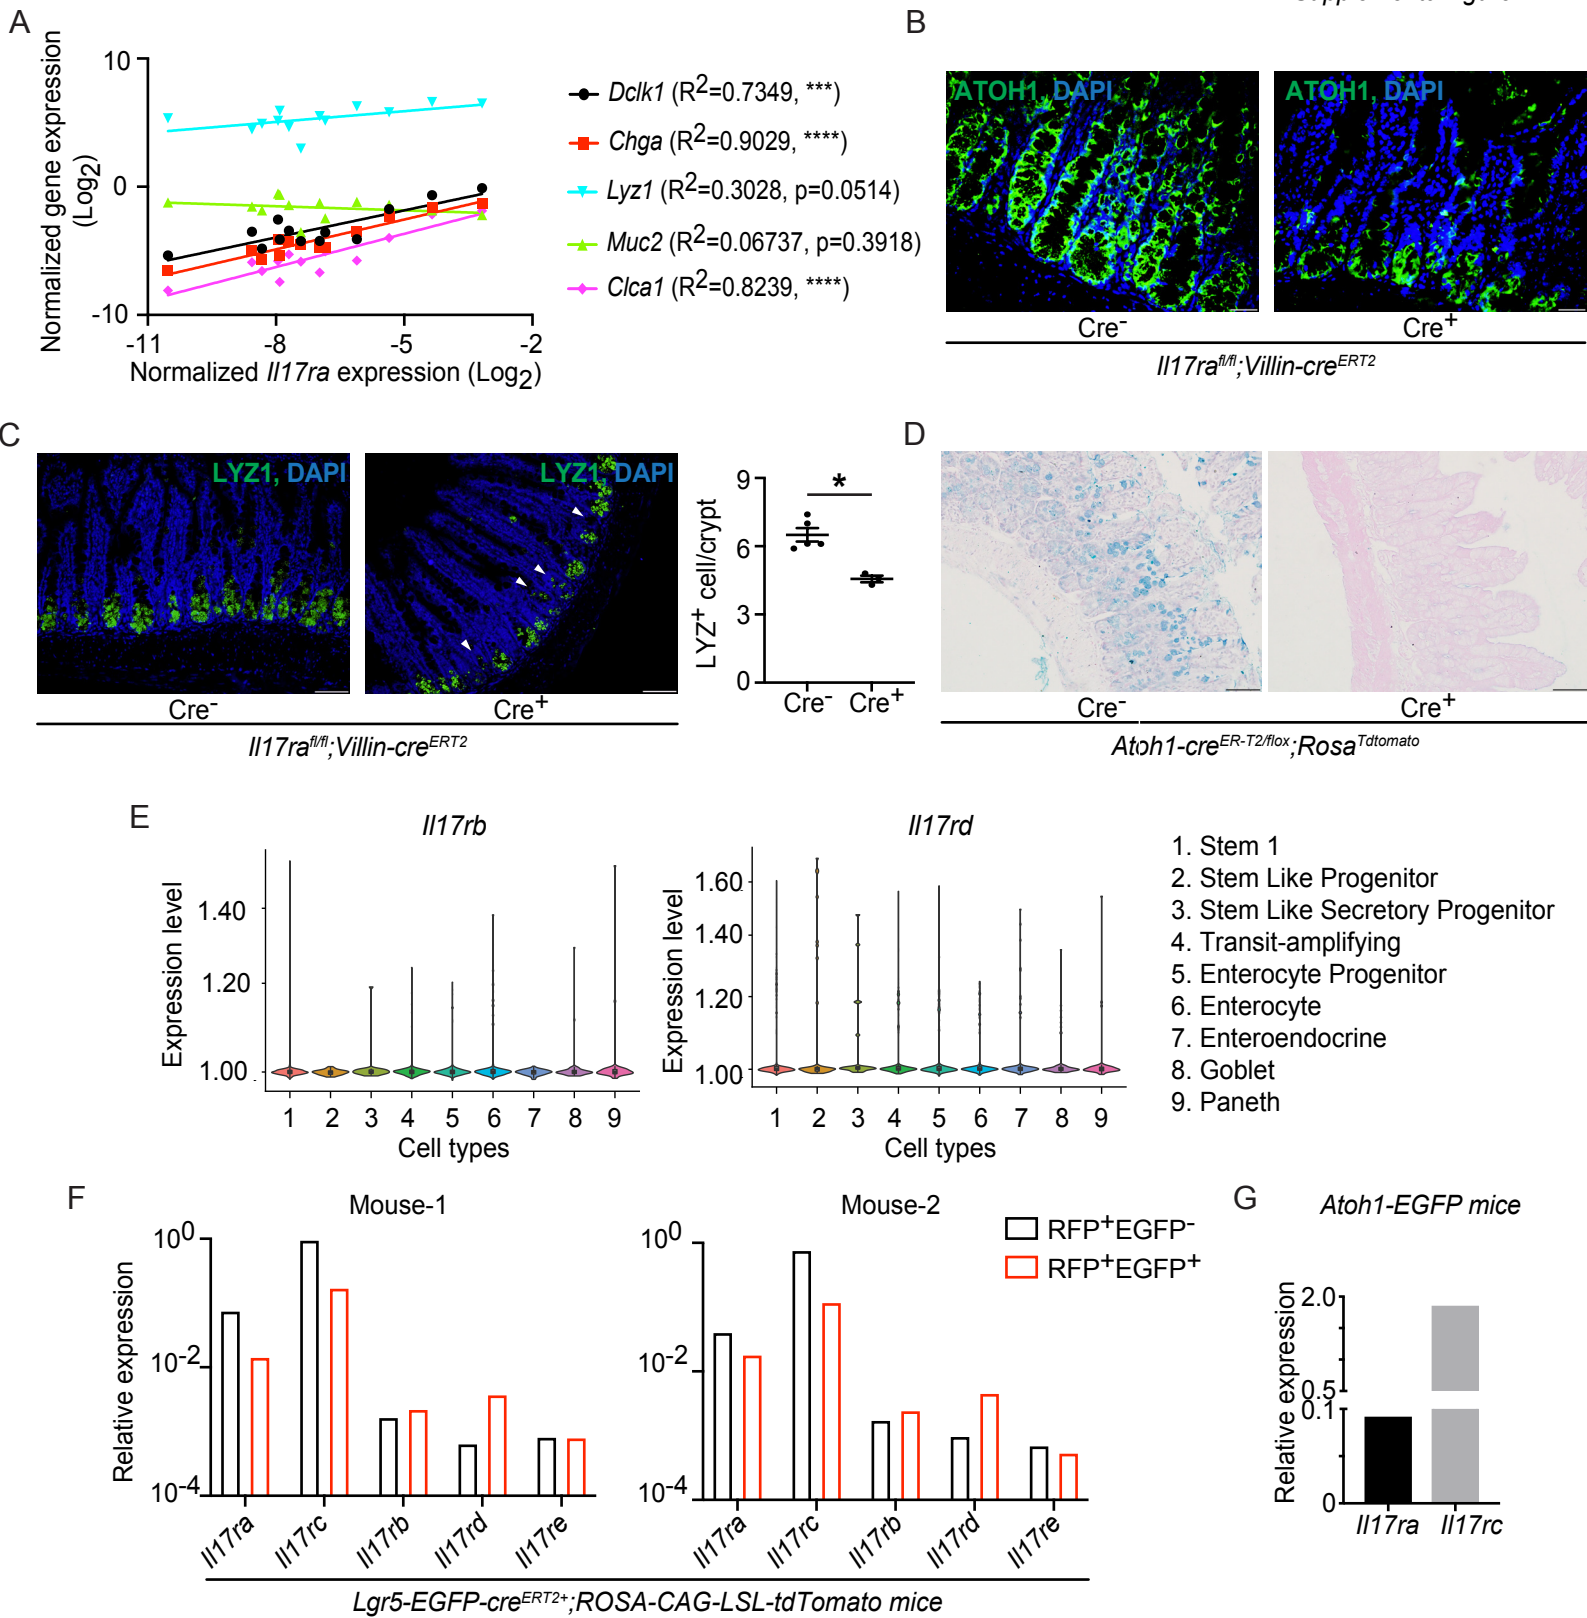 A
Normalized gene expression
(Log2)
10
0
-10
-11
-8
-5
-2
Normalized Il17ra expression (Log2)
Dclk1 (R2=0.7349, ***)
Chga (R2=0.9029, ****)
Lyz1 (R2=0.3028, p=0.0514)
Muc2 (R2=0.06737, p=0.3918)
Clca1 (R2=0.8239, ****)
B
ATOH1, DAPI
ATOH1, DAPI
Cre-
Cre+
Il17rafl/fl;Villin-creERT2
C
LYZ1, DAPI
LYZ1, DAPI
Cre-
Cre+
Il17rafl/fl;Villin-creERT2
LYZ+ cell/crypt
9
6
3
0
*
Cre-
Cre+
D
Cre-
Cre+
Atoh1-creER-T2/flox;RosaTdtomato
E
Il17rb
Expression level
1.40
1.20
1.00
1 2 3 4 5 6 7 8 9
Cell types
Il17rd
Expression level
1.60
1.40
1.20
1.00
1 2 3 4 5 6 7 8 9
Cell types
1. Stem 1
2. Stem Like Progenitor
3. Stem Like Secretory Progenitor
4. Transit-amplifying
5. Enterocyte Progenitor
6. Enterocyte
7. Enteroendocrine
8. Goblet
9. Paneth
F
Mouse-1
Relative expression
100
10-2
10-4
Il17ra Il17rc Il17rb Il17rd Il17re
Mouse-2
100
10-2
10-4
Il17ra Il17rc Il17rb Il17rd Il17re
RFP+EGFP-
RFP+EGFP+
Lgr5-EGFP-creERT2+;ROSA-CAG-LSL-tdTomato mice
G
Atoh1-EGFP mice
Relative expression
2.0
0.5
0.1
0
Il17ra Il17rc